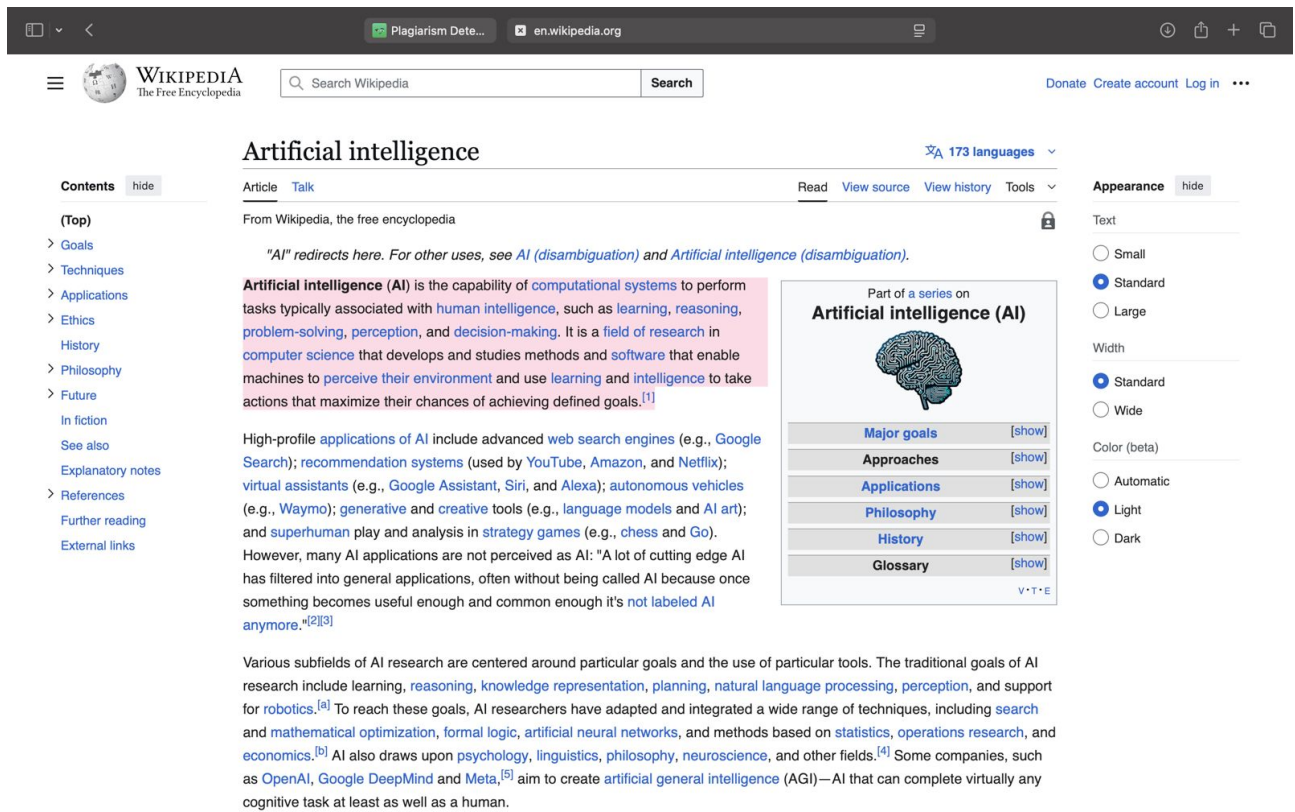 Plagiarism Dete...
en.wikipedia.org
WIKIPEDIA
The Free Encyclopedia
Search Wikipedia
Search
Donate Create account Log in
Contents hide
(Top)
Goals
Techniques
Applications
Ethics
History
Philosophy
Future
In fiction
See also
Explanatory notes
References
Further reading
External links
Artificial intelligence
173 languages
Article Talk
Read View source View history Tools
From Wikipedia, the free encyclopedia
"AI" redirects here. For other uses, see AI (disambiguation) and Artificial intelligence (disambiguation).
Artificial intelligence (AI) is the capability of computational systems to perform
tasks typically associated with human intelligence, such as learning, reasoning,
problem-solving, perception, and decision-making. It is a field of research in
computer science that develops and studies methods and software that enable
machines to perceive their environment and use learning and intelligence to take
actions that maximize their chances of achieving defined goals.[1]
High-profile applications of AI include advanced web search engines (e.g., Google
Search); recommendation systems (used by YouTube, Amazon, and Netflix);
virtual assistants (e.g., Google Assistant, Siri, and Alexa); autonomous vehicles
(e.g., Waymo); generative and creative tools (e.g., language models and AI art);
and superhuman play and analysis in strategy games (e.g., chess and Go).
However, many AI applications are not perceived as AI: "A lot of cutting edge AI
has filtered into general applications, often without being called AI because once
something becomes useful enough and common enough it's not labeled AI
anymore."[2][3]
Various subfields of AI research are centered around particular goals and the use of particular tools. The traditional goals of AI
research include learning, reasoning, knowledge representation, planning, natural language processing, perception, and support
for robotics.[a] To reach these goals, AI researchers have adapted and integrated a wide range of techniques, including search
and mathematical optimization, formal logic, artificial neural networks, and methods based on statistics, operations research, and
economics.[b] AI also draws upon psychology, linguistics, philosophy, neuroscience, and other fields.[4] Some companies, such
as OpenAI, Google DeepMind and Meta,[5] aim to create artificial general intelligence (AGI)—AI that can complete virtually any
cognitive task at least as well as a human.
Part of a series on
Artificial intelligence (AI)
Major goals [show]
Approaches [show]
Applications [show]
Philosophy [show]
History [show]
Glossary [show]
V·T·E
Appearance hide
Text
Small
Standard
Large
Width
Standard
Wide
Color (beta)
Automatic
Light
Dark